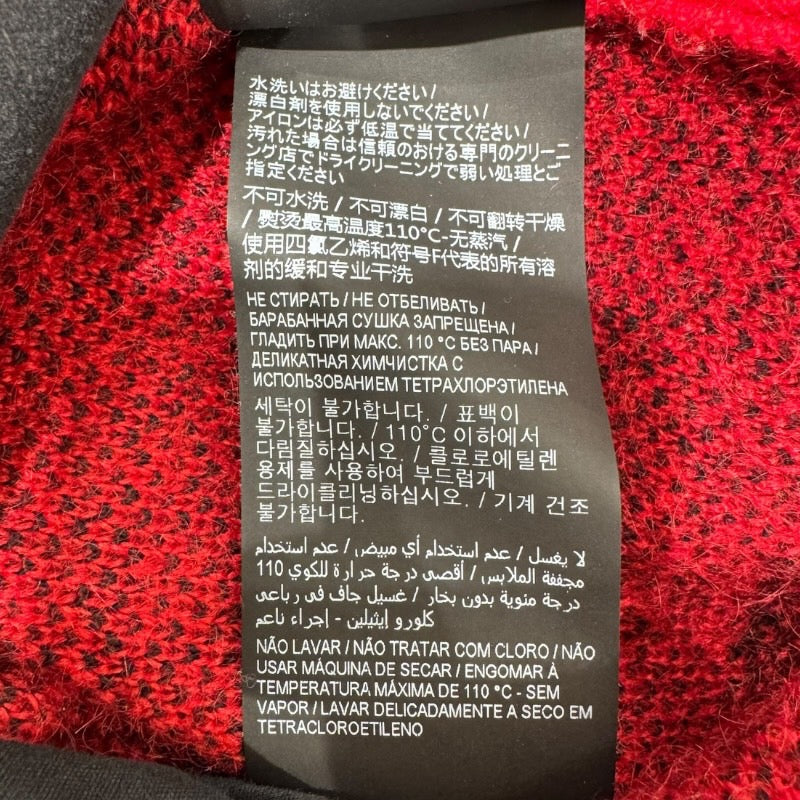 水洗いはお避けください/
漂白剤を使用しないでください/
アイロンは必ず低温で当ててください/
汚れた場合は信頼のおける専門のクリーニ
ング店でドライクリーニングで弱い処理とご
指定ください
不可水洗 / 不可漂白 / 不可翻转干燥
/ 熨烫最高温度110°C-无蒸汽 /
使用四氯乙烯和符号F代表的所有溶
剂的缓和专业干洗
НЕ СТИРАТЬ / НЕ ОТБЕЛИВАТЬ /
БАРАБАННАЯ СУШКА ЗАПРЕЩЕНА /
ГЛАДИТЬ ПРИ МАКС. 110 °C БЕЗ ПАРА /
ДЕЛИКАТНАЯ ХИМЧИСТКА С
ИСПОЛЬЗОВАНИЕМ ТЕТРАХЛОРЭТИЛЕНА
세탁이 불가합니다. / 표백이
불가합니다. / 110°C 이하에서
다림질하십시오. / 클로로에틸렌
용제를 사용하여 부드럽게
드라이클리닝하십시오. / 기계 건조
불가합니다.
لا يغسل / عدم استخدام أي مبيض / عدم استخدام
مجففة الملابس / أقصى درجة حرارة للكوي 110
درجة مئوية بدون بخار / غسيل جاف في رباعي
كلورو إيثيلين - إجراء ناعم
NÃO LAVAR / NÃO TRATAR COM CLORO / NÃO
USAR MÁQUINA DE SECAR / ENGOMAR À
TEMPERATURA MÁXIMA DE 110 °C - SEM
VAPOR / LAVAR DELICADAMENTE A SECO EM
TETRACLOROETILENO